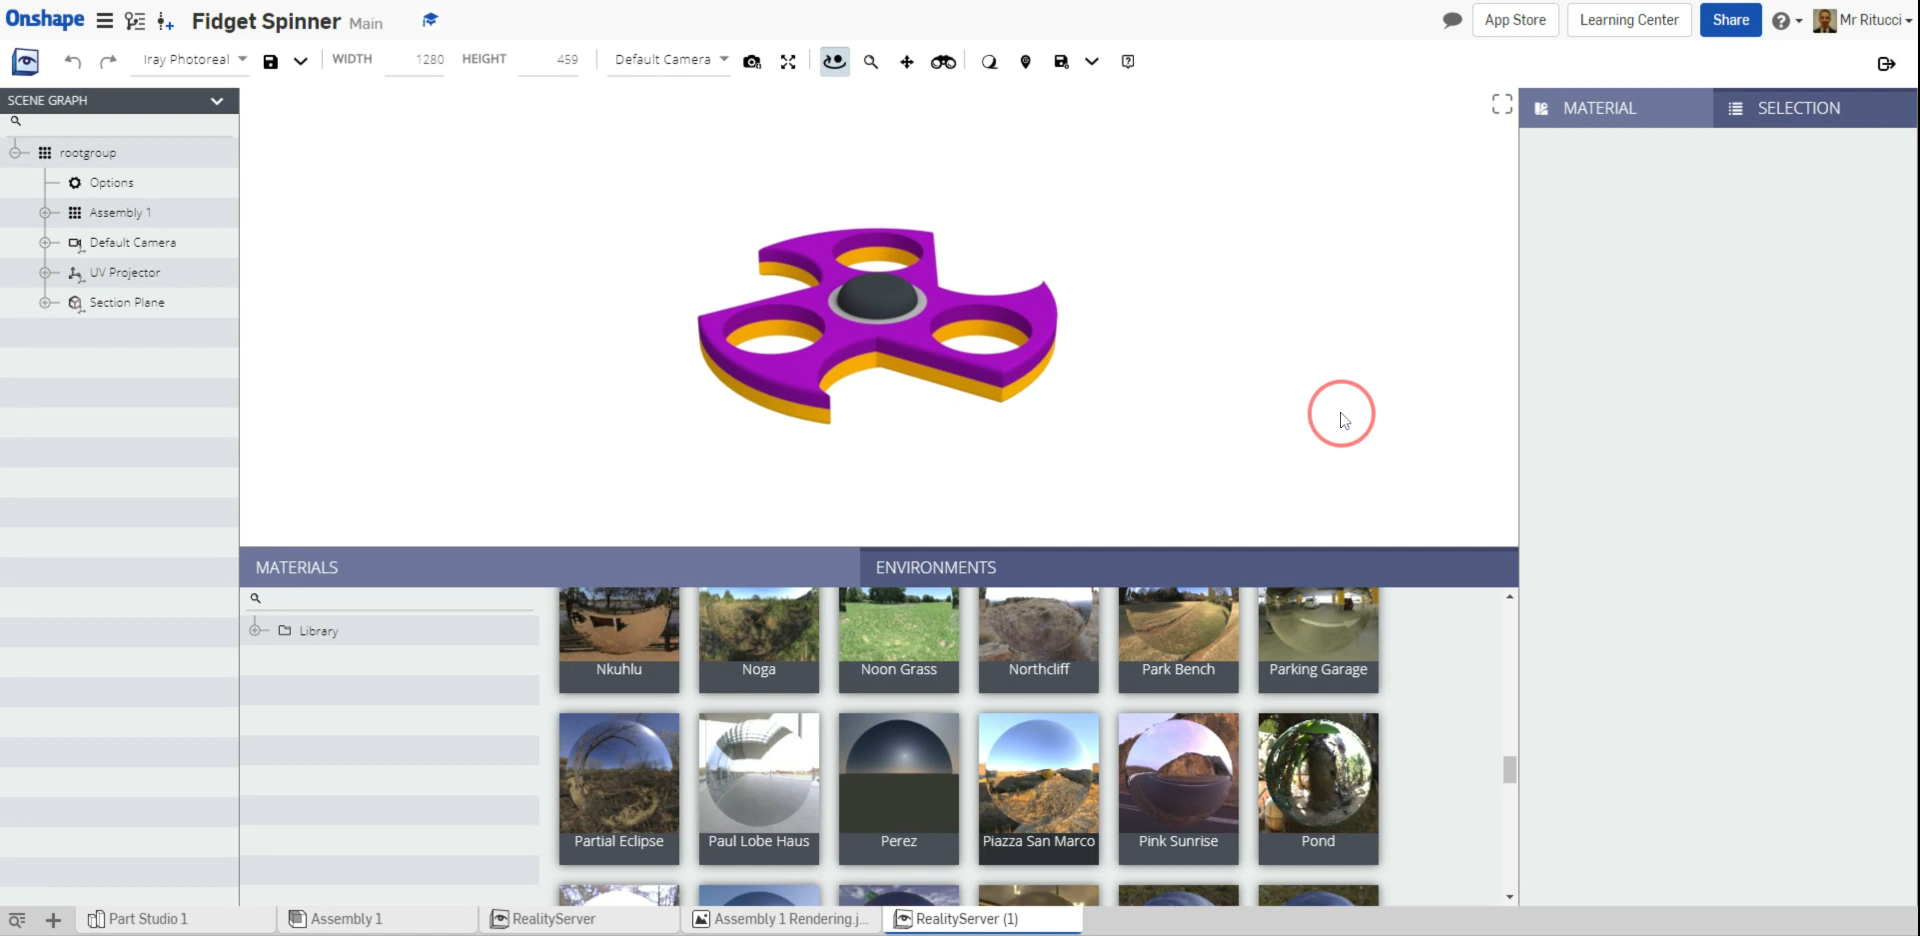 Onshape
Fidget Spinner Main
App Store
Learning Center
Share
Mr Ritucci
Iray Photoreal
WIDTH 1280 HEIGHT 459
Default Camera
SCENE GRAPH
rootgroup
Options
Assembly 1
Default Camera
UV Projector
Section Plane
MATERIAL
SELECTION
MATERIALS
ENVIRONMENTS
Library
Nkuhlu
Noga
Noon Grass
Northcliff
Park Bench
Parking Garage
Partial Eclipse
Paul Lobe Haus
Perez
Piazza San Marco
Pink Sunrise
Pond
Part Studio 1
Assembly 1
RealityServer
Assembly 1 Rendering.j...
RealityServer (1)